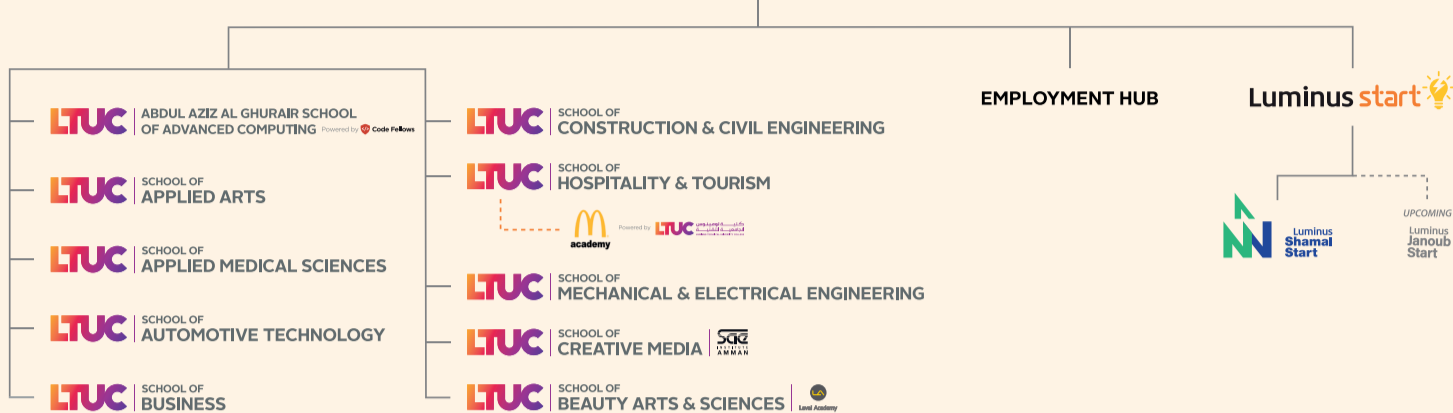 LTUC
ABDUL AZIZ AL GHURAIR SCHOOL
OF ADVANCED COMPUTING Powered by Code Fellows
LTUC
SCHOOL OF
APPLIED ARTS
LTUC
SCHOOL OF
APPLIED MEDICAL SCIENCES
LTUC
SCHOOL OF
AUTOMOTIVE TECHNOLOGY
LTUC
SCHOOL OF
BUSINESS
LTUC
SCHOOL OF
CONSTRUCTION & CIVIL ENGINEERING
LTUC
SCHOOL OF
HOSPITALITY & TOURISM
academy
Powered by LTUC
LTUC
SCHOOL OF
MECHANICAL & ELECTRICAL ENGINEERING
LTUC
SCHOOL OF
CREATIVE MEDIA
sae
INSTITUTE
AMMAN
LTUC
SCHOOL OF
BEAUTY ARTS & SCIENCES
Level Academy
EMPLOYMENT HUB
Luminus start
Luminus
Shamal
Start
UPCOMING
Luminus
Janoub
Start